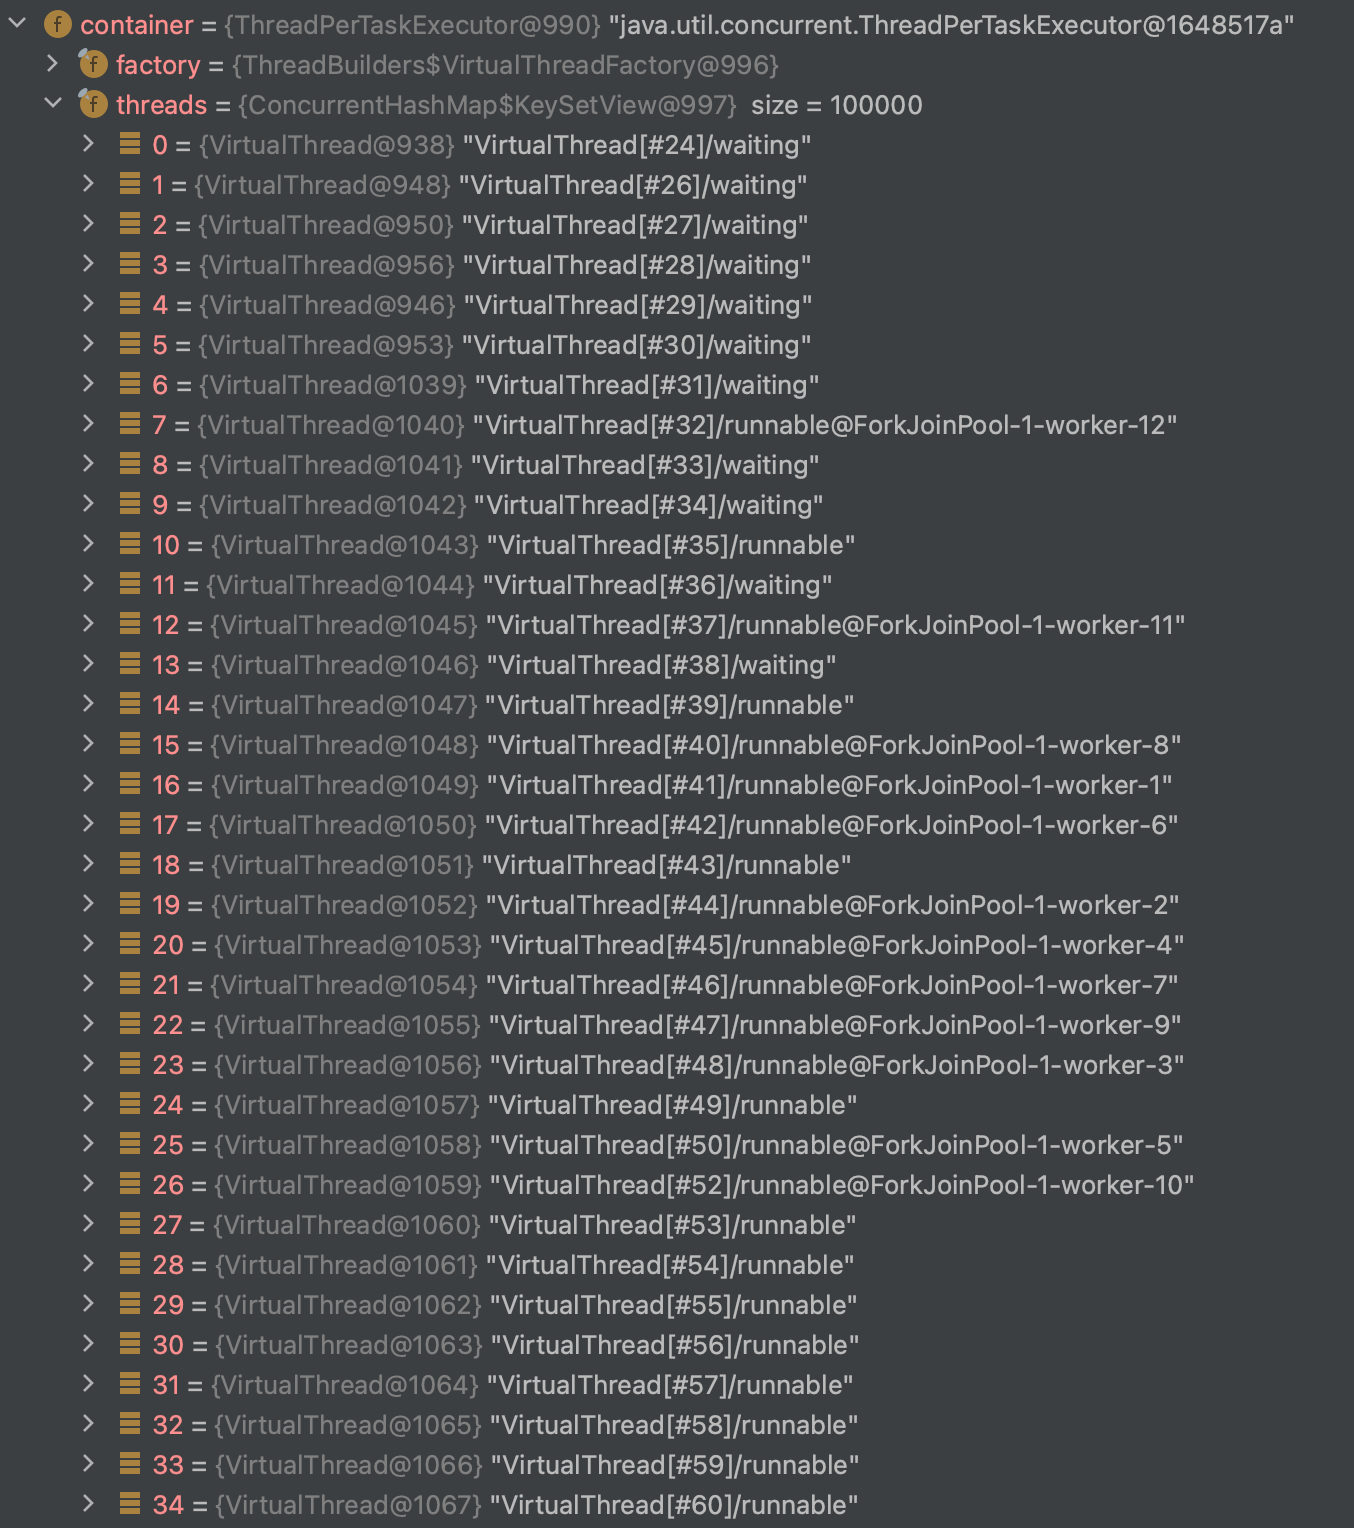 container = {ThreadPerTaskExecutor@990} "java.util.concurrent.ThreadPerTaskExecutor@1648517a"
factory = {ThreadBuilders$VirtualThreadFactory@996}
threads = {ConcurrentHashMap$KeySetView@997} size = 100000
0 = {VirtualThread@938} "VirtualThread[#24]/waiting"
1 = {VirtualThread@948} "VirtualThread[#26]/waiting"
2 = {VirtualThread@950} "VirtualThread[#27]/waiting"
3 = {VirtualThread@956} "VirtualThread[#28]/waiting"
4 = {VirtualThread@946} "VirtualThread[#29]/waiting"
5 = {VirtualThread@953} "VirtualThread[#30]/waiting"
6 = {VirtualThread@1039} "VirtualThread[#31]/waiting"
7 = {VirtualThread@1040} "VirtualThread[#32]/runnable@ForkJoinPool-1-worker-12"
8 = {VirtualThread@1041} "VirtualThread[#33]/waiting"
9 = {VirtualThread@1042} "VirtualThread[#34]/waiting"
10 = {VirtualThread@1043} "VirtualThread[#35]/runnable"
11 = {VirtualThread@1044} "VirtualThread[#36]/waiting"
12 = {VirtualThread@1045} "VirtualThread[#37]/runnable@ForkJoinPool-1-worker-11"
13 = {VirtualThread@1046} "VirtualThread[#38]/waiting"
14 = {VirtualThread@1047} "VirtualThread[#39]/runnable"
15 = {VirtualThread@1048} "VirtualThread[#40]/runnable@ForkJoinPool-1-worker-8"
16 = {VirtualThread@1049} "VirtualThread[#41]/runnable@ForkJoinPool-1-worker-1"
17 = {VirtualThread@1050} "VirtualThread[#42]/runnable@ForkJoinPool-1-worker-6"
18 = {VirtualThread@1051} "VirtualThread[#43]/runnable"
19 = {VirtualThread@1052} "VirtualThread[#44]/runnable@ForkJoinPool-1-worker-2"
20 = {VirtualThread@1053} "VirtualThread[#45]/runnable@ForkJoinPool-1-worker-4"
21 = {VirtualThread@1054} "VirtualThread[#46]/runnable@ForkJoinPool-1-worker-7"
22 = {VirtualThread@1055} "VirtualThread[#47]/runnable@ForkJoinPool-1-worker-9"
23 = {VirtualThread@1056} "VirtualThread[#48]/runnable@ForkJoinPool-1-worker-3"
24 = {VirtualThread@1057} "VirtualThread[#49]/runnable"
25 = {VirtualThread@1058} "VirtualThread[#50]/runnable@ForkJoinPool-1-worker-5"
26 = {VirtualThread@1059} "VirtualThread[#52]/runnable@ForkJoinPool-1-worker-10"
27 = {VirtualThread@1060} "VirtualThread[#53]/runnable"
28 = {VirtualThread@1061} "VirtualThread[#54]/runnable"
29 = {VirtualThread@1062} "VirtualThread[#55]/runnable"
30 = {VirtualThread@1063} "VirtualThread[#56]/runnable"
31 = {VirtualThread@1064} "VirtualThread[#57]/runnable"
32 = {VirtualThread@1065} "VirtualThread[#58]/runnable"
33 = {VirtualThread@1066} "VirtualThread[#59]/runnable"
34 = {VirtualThread@1067} "VirtualThread[#60]/runnable"